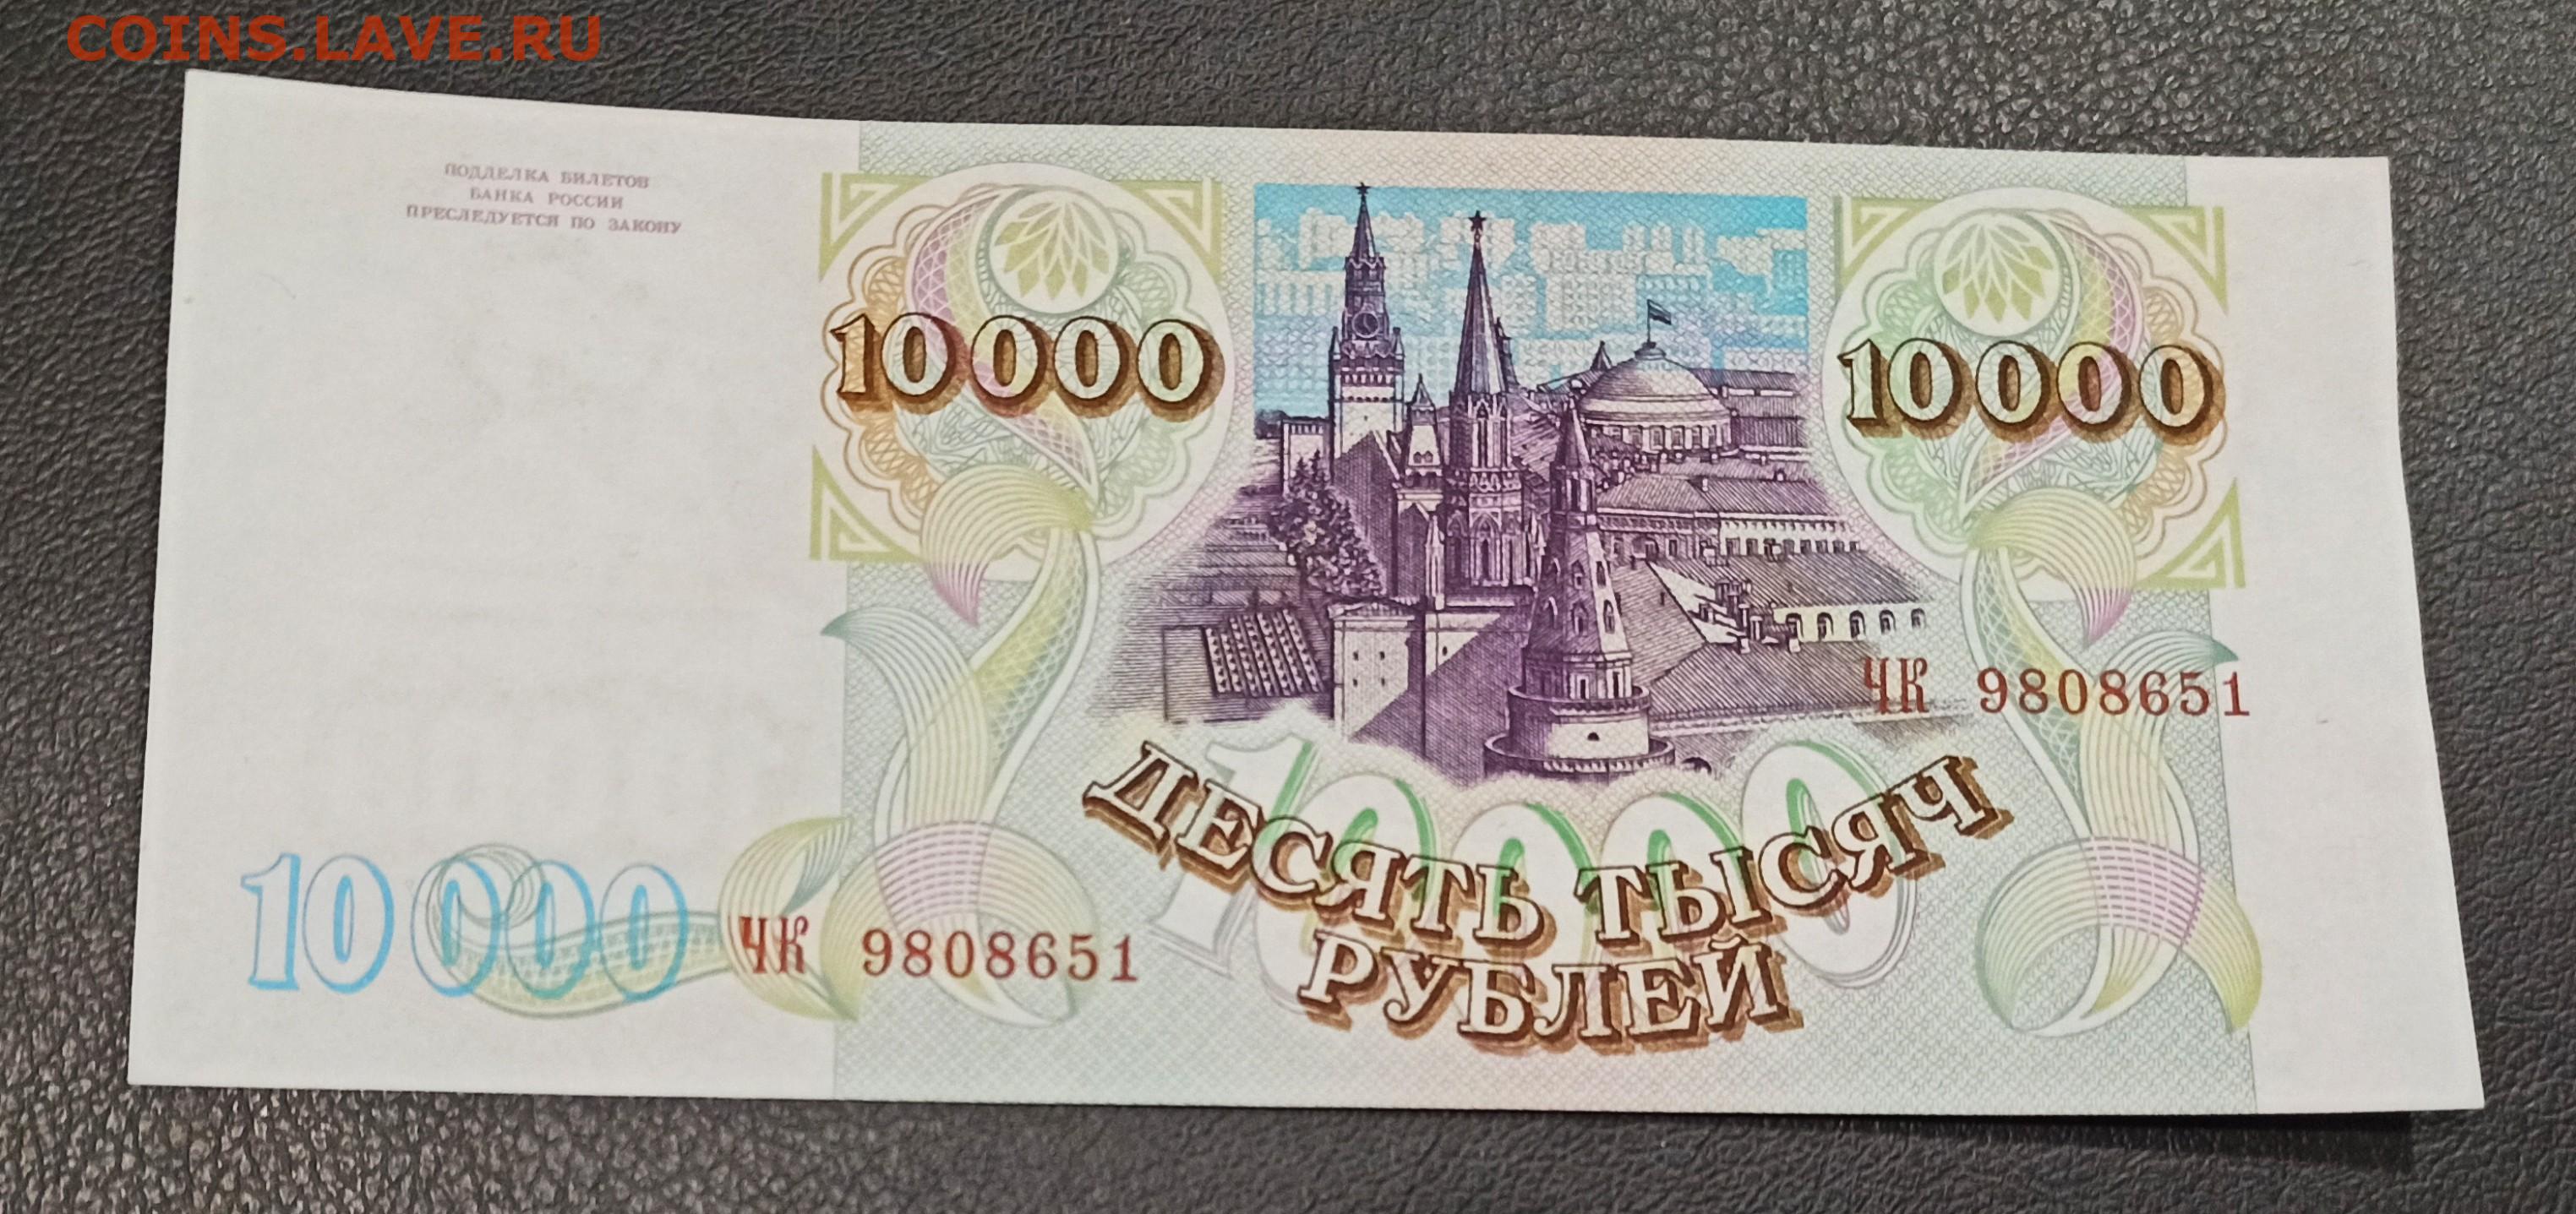 COINS.LAVE.RU
ПОДДЕЛКА БИЛЕТОВ
БАНКА РОССИИ
ПРЕСЛЕДУЕТСЯ ПО ЗАКОНУ
10000
10000
ЧК 9808651
10000
ДЕСЯТЬ ТЫСЯЧ
РУБЛЕЙ
10000
ЧК 9808651